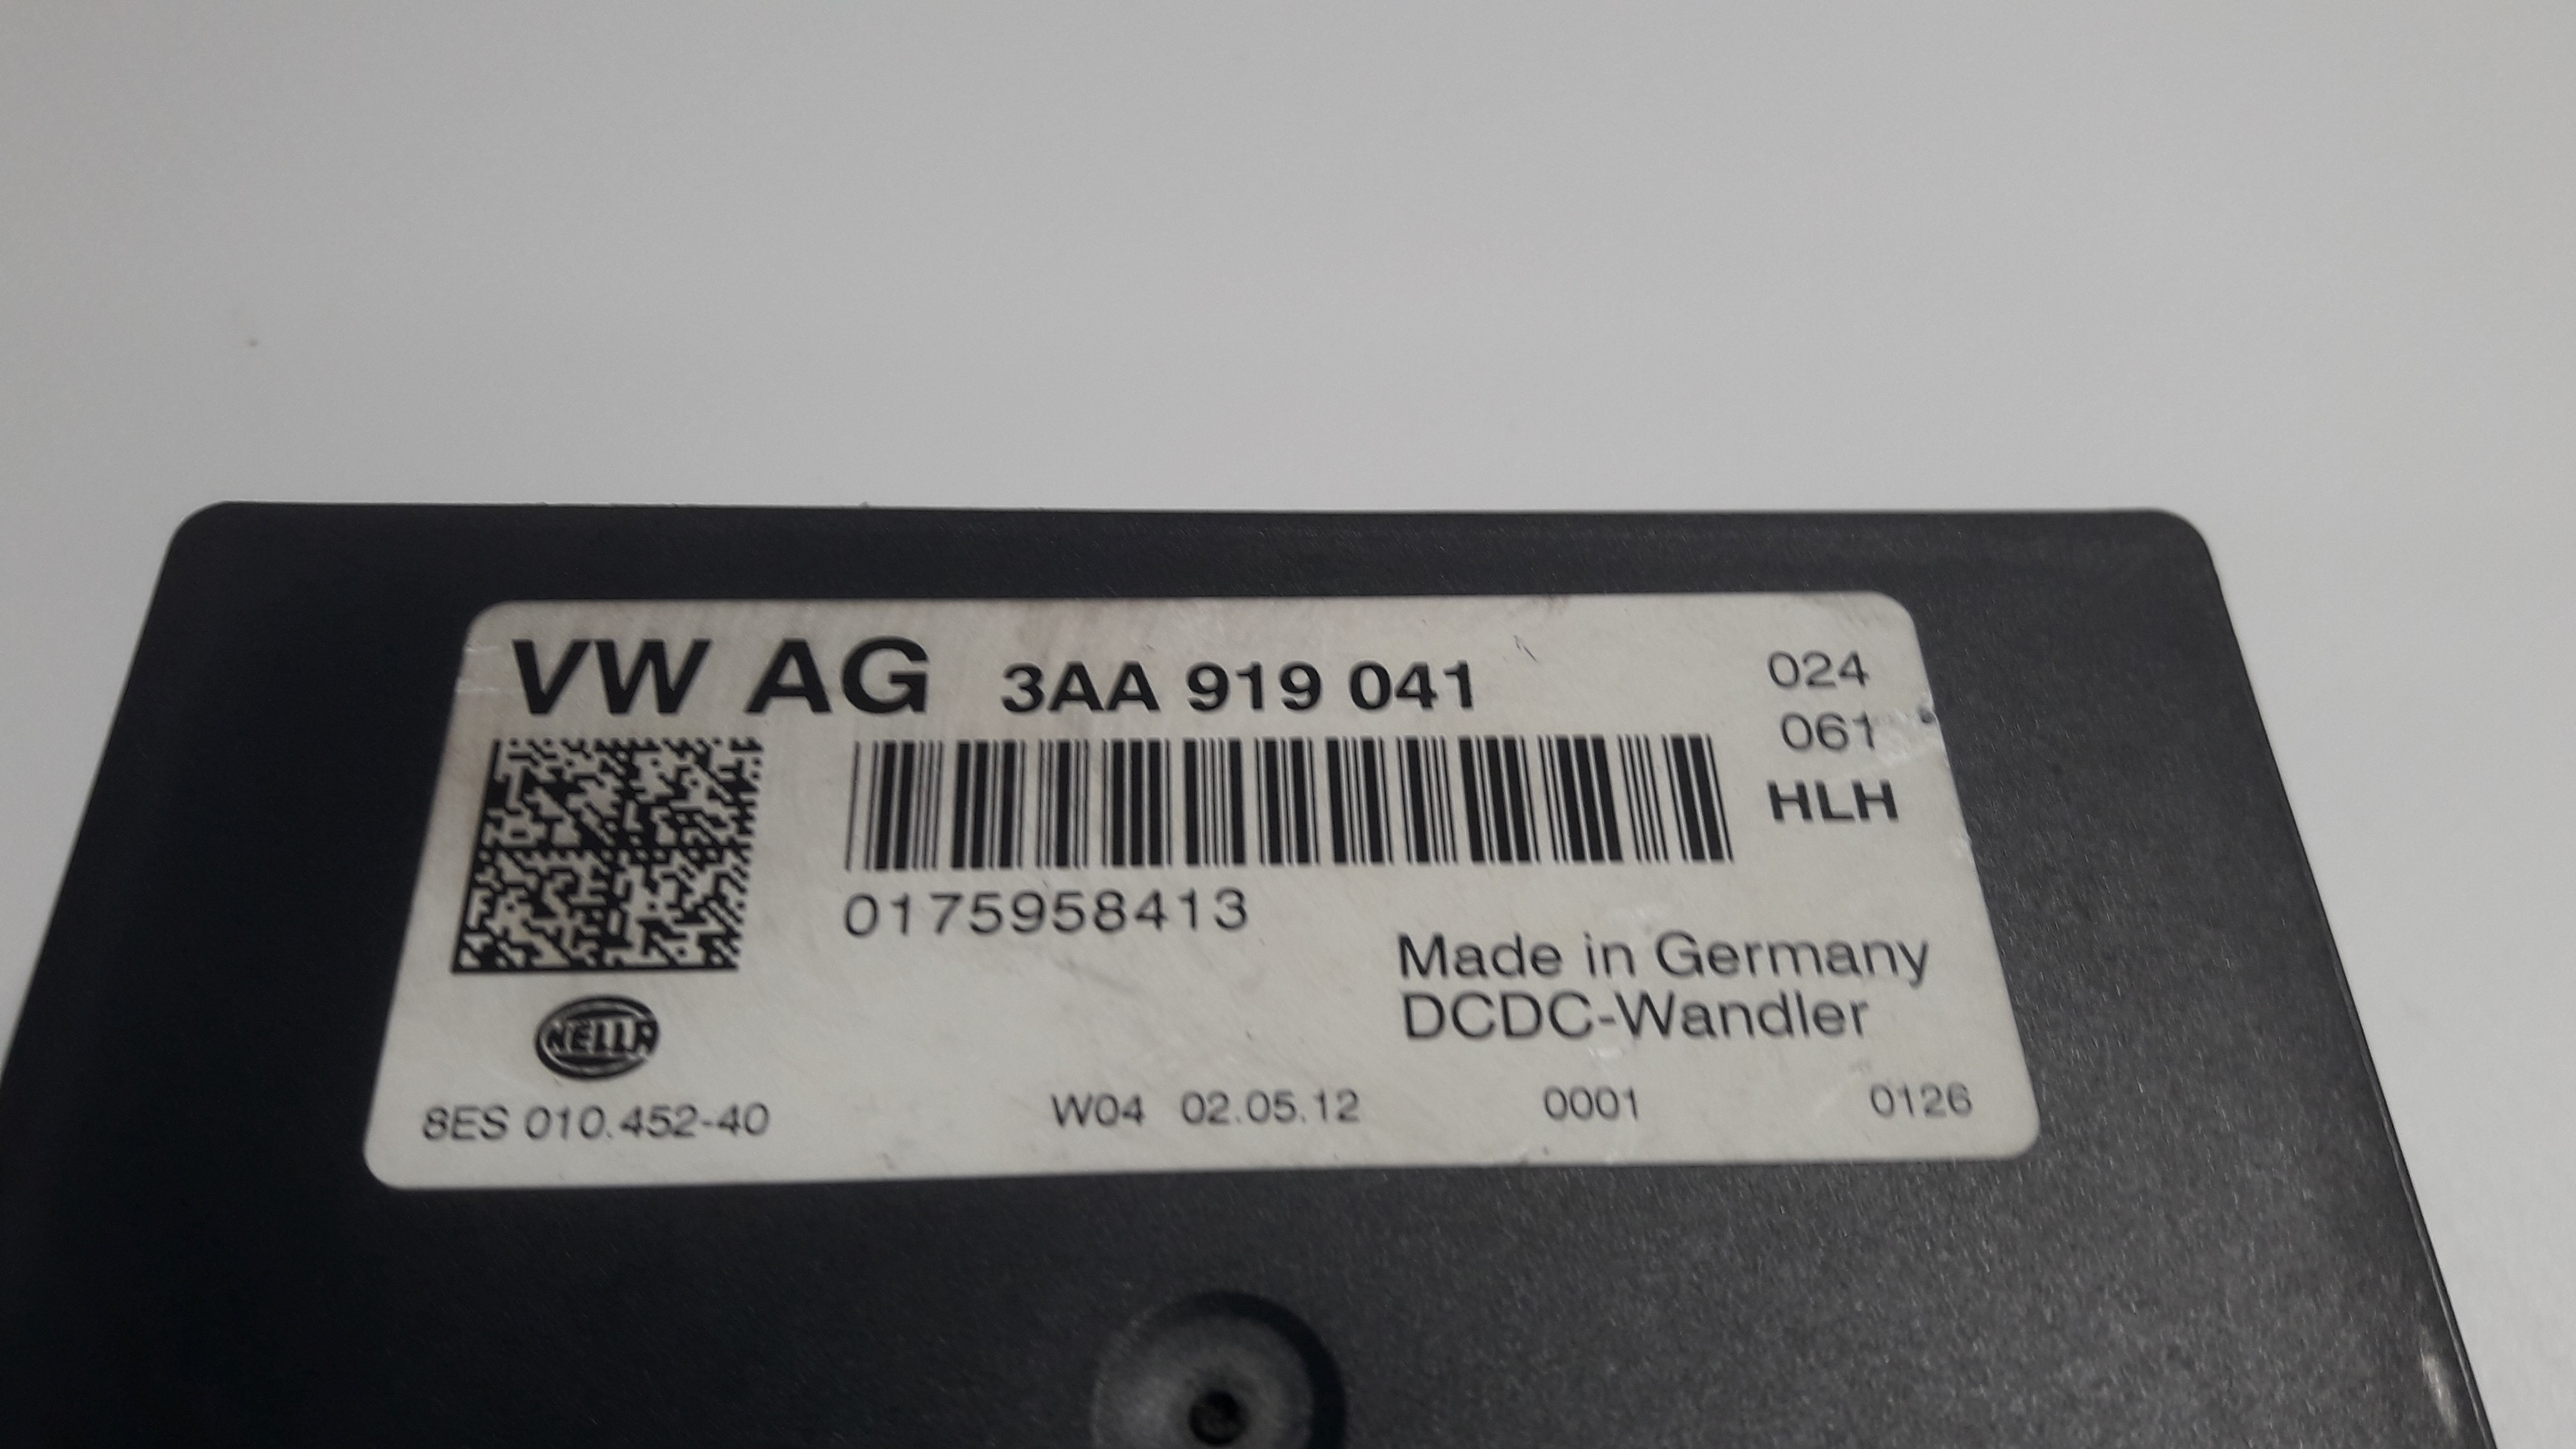 VW AG 3AA 919 041
024
061
HLH
0175958413
Made in Germany
DCDC-Wandler
HELLA
8ES 010.452-40 W04 02.05.12 0001 0126